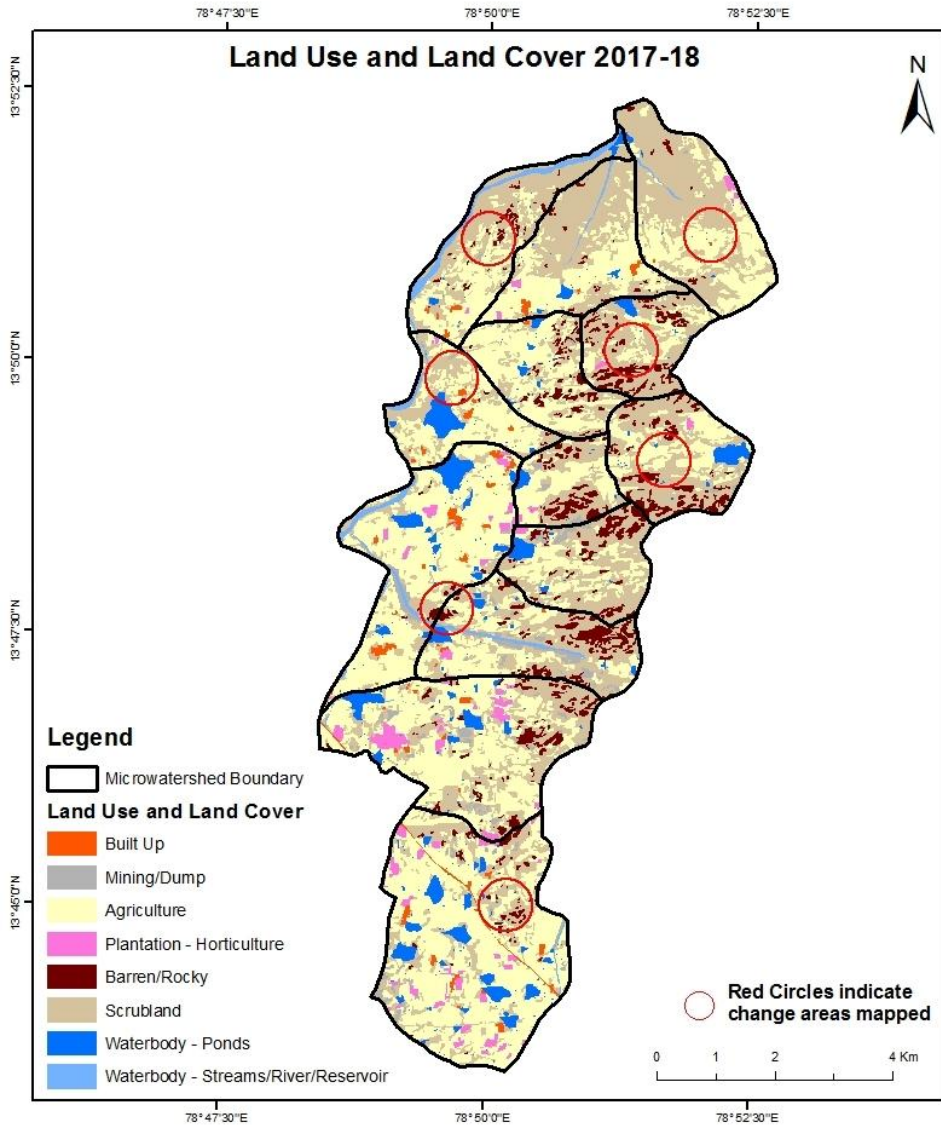 78°47'30"E
78°50'0"E
78°52'30"E
Land Use and Land Cover 2017-18
N
13°52'30"N
13°50'0"N
13°47'30"N
13°45'0"N
Legend
Microwatershed Boundary
Land Use and Land Cover
Built Up
Mining/Dump
Agriculture
Plantation - Horticulture
Barren/Rocky
Scrubland
Waterbody - Ponds
Waterbody - Streams/River/Reservoir
Red Circles indicate
change areas mapped
0 1 2 4 Km
78°47'30"E
78°50'0"E
78°52'30"E